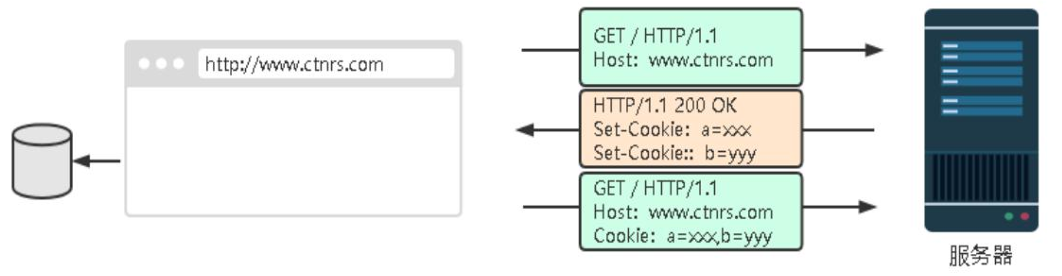 http://www.ctnrs.com
GET / HTTP/1.1
Host: www.ctnrs.com
HTTP/1.1 200 OK
Set-Cookie: a=xxx
Set-Cookie:: b=yyy
GET / HTTP/1.1
Host: www.ctnrs.com
Cookie: a=xxx,b=yyy
服务器